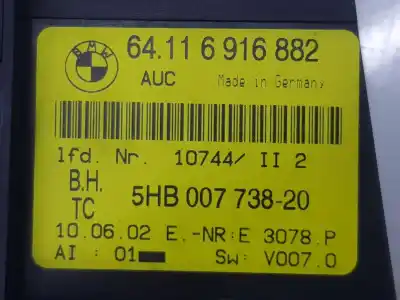 BMW
64.11 6 916 882
AUC Made in Germany
lfd. Nr. 10744/ II 2
B.H. 5HB 007 738-20
TC
10.06.02 E.-NR:E 3078.P
AI : 01 SW: V007.0